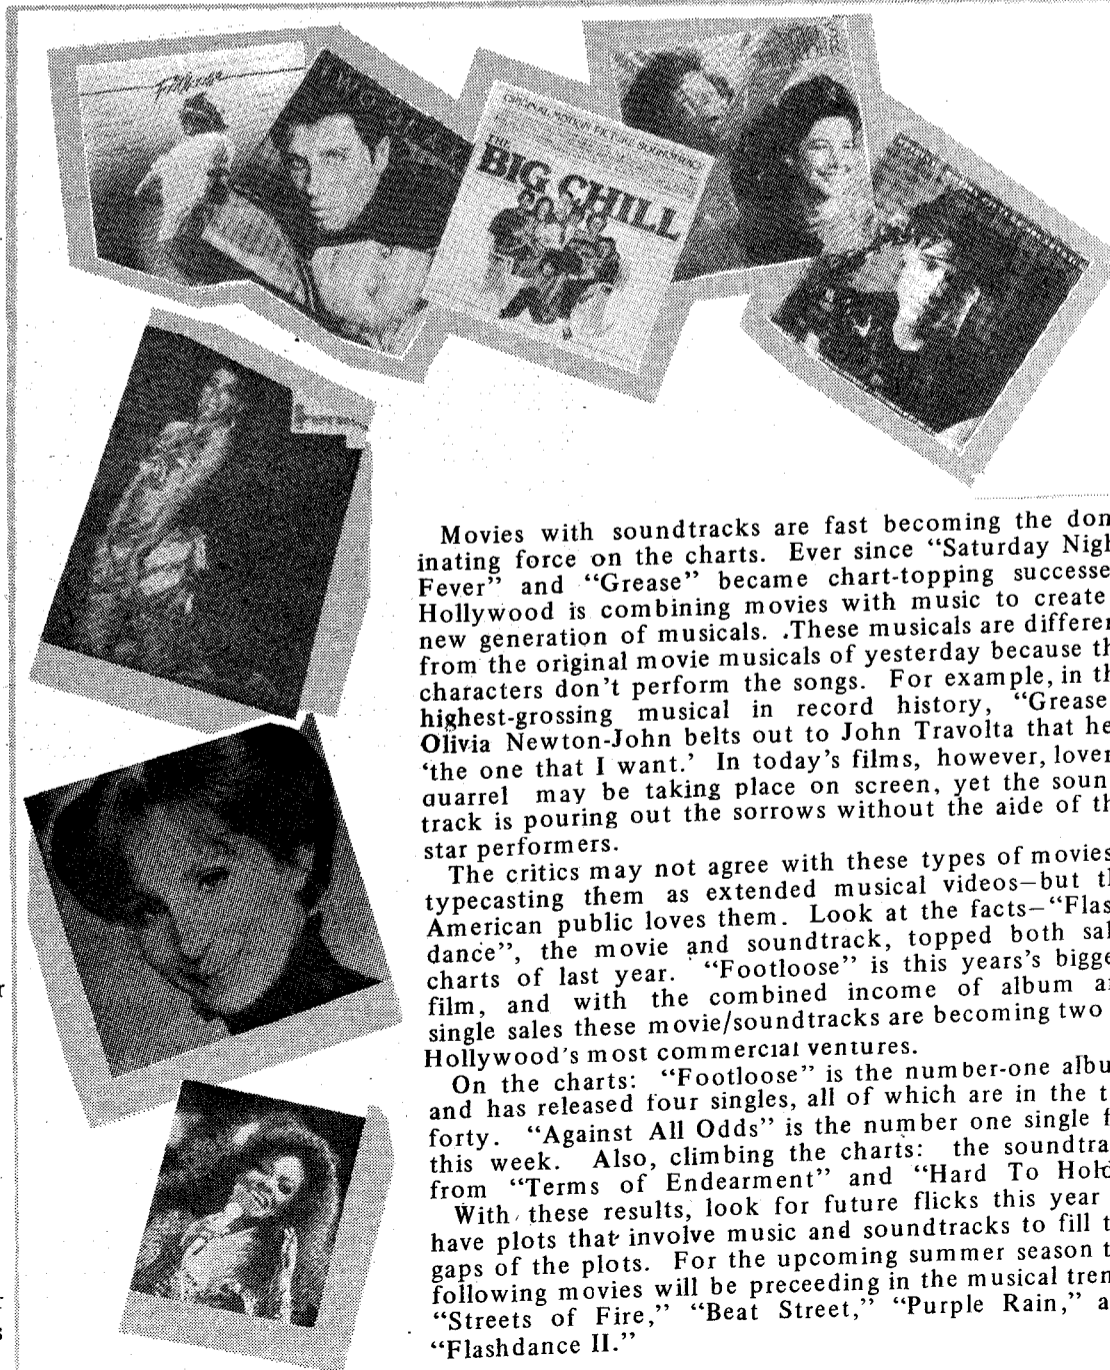 Footloose
ORIGINAL MOTION PICTURE SOUNDTRACK
THE
BIG CHILL
Movies with soundtracks are fast becoming the dom
inating force on the charts. Ever since “Saturday Nigh
Fever” and “Grease” became chart-topping successe
Hollywood is combining movies with music to create
new generation of musicals. .These musicals are differen
from the original movie musicals of yesterday because th
characters don’t perform the songs. For example, in th
highest-grossing musical in record history, “Grease
Olivia Newton-John belts out to John Travolta that he
‘the one that I want.’ In today’s films, however, lover
quarrel may be taking place on screen, yet the soun
track is pouring out the sorrows without the aide of th
star performers.
The critics may not agree with these types of movies
typecasting them as extended musical videos—but th
American public loves them. Look at the facts—“Flas
dance”, the movie and soundtrack, topped both sal
charts of last year. “Footloose” is this years’s bigge
film, and with the combined income of album a
single sales these movie/soundtracks are becoming two
Hollywood’s most commercial ventures.
On the charts: “Footloose” is the number-one albu
and has released four singles, all of which are in the t
forty. “Against All Odds” is the number one single f
this week. Also, climbing the charts: the soundtra
from “Terms of Endearment” and “Hard To Hold
With these results, look for future flicks this year
have plots that involve music and soundtracks to fill t
gaps of the plots. For the upcoming summer season t
following movies will be preceeding in the musical tren
“Streets of Fire,” “Beat Street,” “Purple Rain,” a
“Flashdance II.”